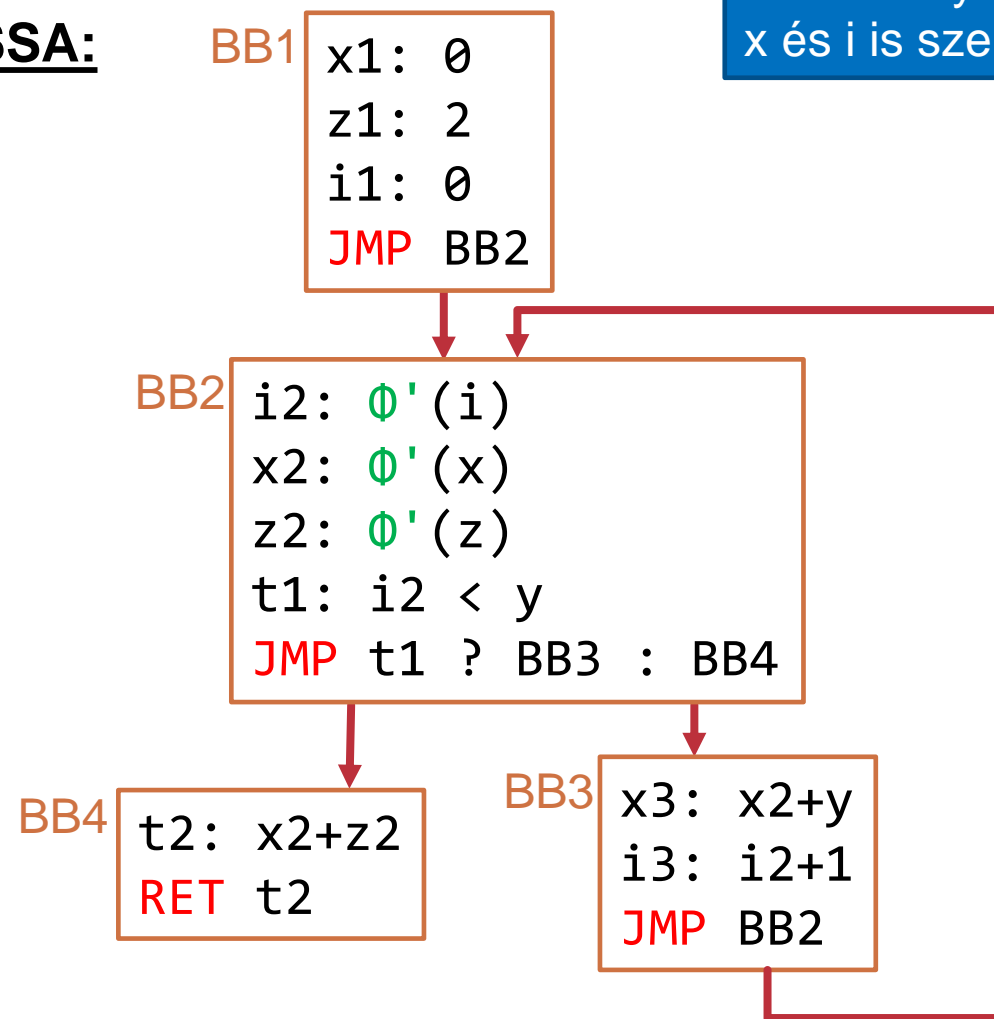 SSA:
x és i is sze
BB1
x1: 0
z1: 2
i1: 0
JMP BB2
BB2
i2: Φ'(i)
x2: Φ'(x)
z2: Φ'(z)
t1: i2 < y
JMP t1 ? BB3 : BB4
BB4
t2: x2+z2
RET t2
BB3
x3: x2+y
i3: i2+1
JMP BB2